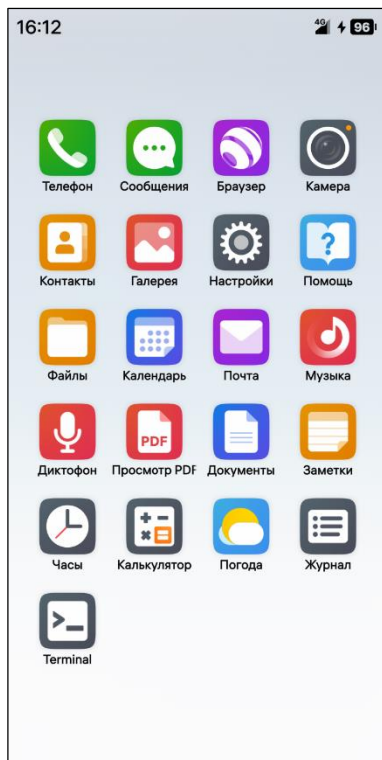 16:12 4G 96
Телефон Сообщения Браузер Камера
Контакты Галерея Настройки Помощь
?
Файлы Календарь Почта Музыка
PDF
Диктофон Просмотр PDF Документы Заметки
Часы Калькулятор Погода Журнал
>_
Terminal